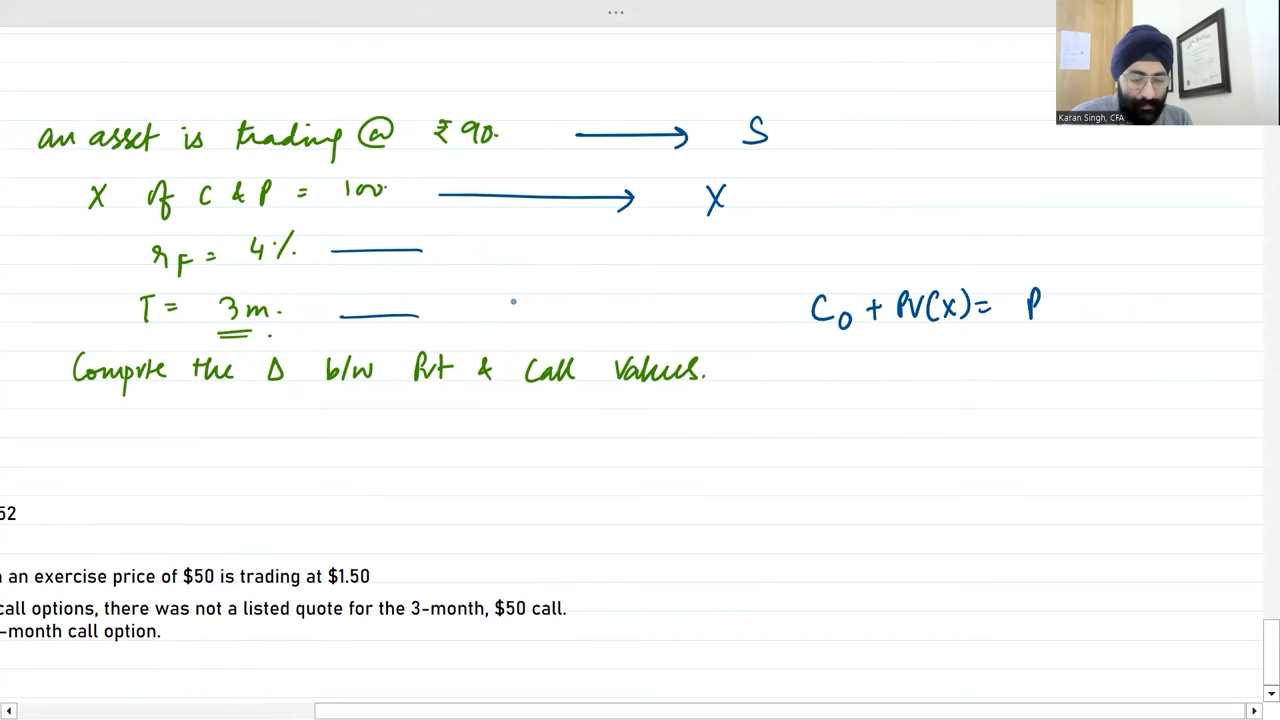 Karan Singh, CFA
an asset is trading @ ₹ 90. → S
X of C & P = 100. → X
r_F = 4 %.
T = 3 m.
C₀ + PV(X) = P
Compute the Δ b/w Put & Call Values.
52
an exercise price of $50 is trading at $1.50
call options, there was not a listed quote for the 3-month, $50 call.
-month call option.